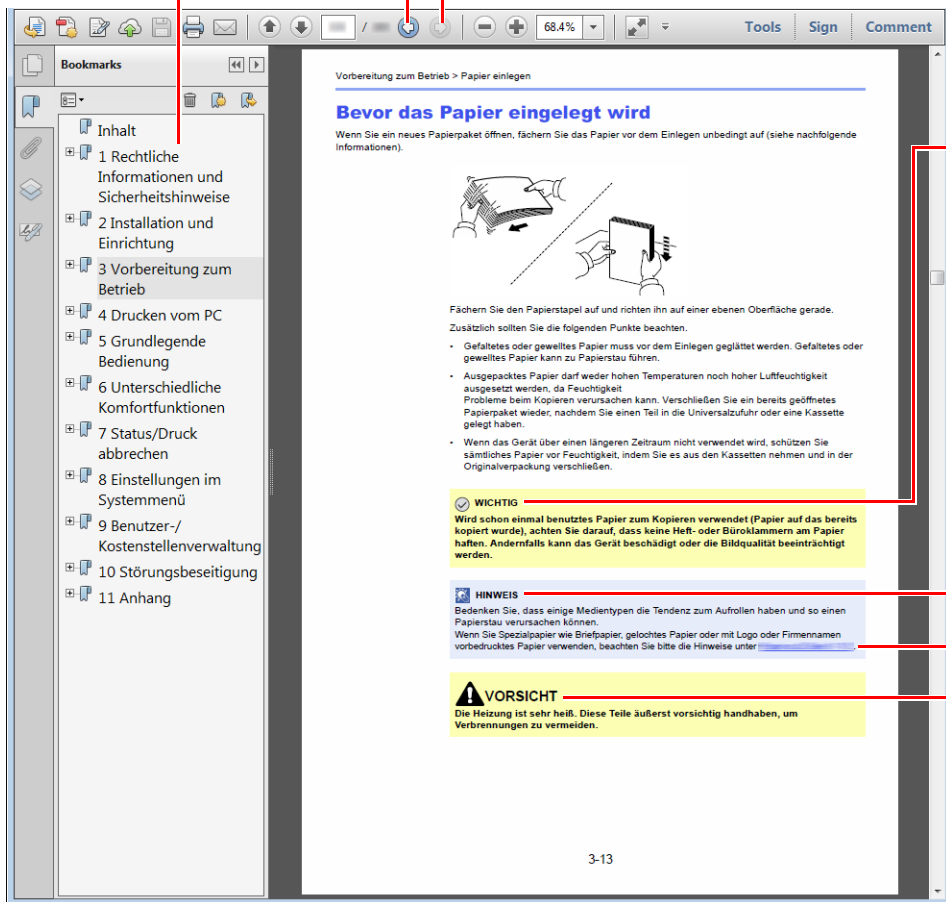 /
68.4%
Tools
Sign
Comment
Bookmarks
Inhalt
1 Rechtliche
Informationen und
Sicherheitshinweise
2 Installation und
Einrichtung
3 Vorbereitung zum
Betrieb
4 Drucken vom PC
5 Grundlegende
Bedienung
6 Unterschiedliche
Komfortfunktionen
7 Status/Druck
abbrechen
8 Einstellungen im
Systemmenü
9 Benutzer-/
Kostenstellenverwaltung
10 Störungsbeseitigung
11 Anhang
Vorbereitung zum Betrieb > Papier einlegen
Bevor das Papier eingelegt wird
Wenn Sie ein neues Papierpaket öffnen, fächern Sie das Papier vor dem Einlegen unbedingt auf (siehe nachfolgende
Informationen).
Fächern Sie den Papierstapel auf und richten ihn auf einer ebenen Oberfläche gerade.
Zusätzlich sollten Sie die folgenden Punkte beachten.
• Gefaltetes oder gewelltes Papier muss vor dem Einlegen geglättet werden. Gefaltetes oder
gewelltes Papier kann zu Papierstau führen.
• Ausgepacktes Papier darf weder hohen Temperaturen noch hoher Luftfeuchtigkeit
ausgesetzt werden, da Feuchtigkeit
Probleme beim Kopieren verursachen kann. Verschließen Sie ein bereits geöffnetes
Papierpaket wieder, nachdem Sie einen Teil in die Universalzufuhr oder eine Kassette
gelegt haben.
• Wenn das Gerät über einen längeren Zeitraum nicht verwendet wird, schützen Sie
sämtliches Papier vor Feuchtigkeit, indem Sie es aus den Kassetten nehmen und in der
Originalverpackung verschließen.
WICHTIG
Wird schon einmal benutztes Papier zum Kopieren verwendet (Papier auf das bereits
kopiert wurde), achten Sie darauf, dass keine Heft- oder Büroklammern am Papier
haften. Andernfalls kann das Gerät beschädigt oder die Bildqualität beeinträchtigt
werden.
HINWEIS
Bedenken Sie, dass einige Medientypen die Tendenz zum Aufrollen haben und so einen
Papierstau verursachen können.
Wenn Sie Spezialpapier wie Briefpapier, gelochtes Papier oder mit Logo oder Firmennamen
vorbedrucktes Papier verwenden, beachten Sie bitte die Hinweise unter
VORSICHT
Die Heizung ist sehr heiß. Diese Teile äußerst vorsichtig handhaben, um
Verbrennungen zu vermeiden.
3-13